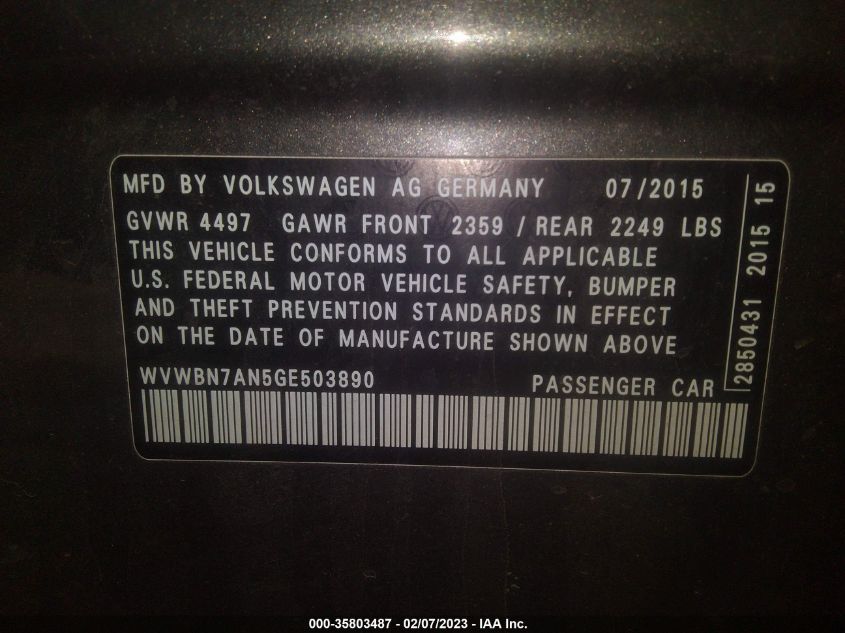 MFD BY VOLKSWAGEN AG GERMANY 07/2015
GVWR 4497 GAWR FRONT 2359 / REAR 2249 LBS
THIS VEHICLE CONFORMS TO ALL APPLICABLE
U.S. FEDERAL MOTOR VEHICLE SAFETY, BUMPER
AND THEFT PREVENTION STANDARDS IN EFFECT
ON THE DATE OF MANUFACTURE SHOWN ABOVE
WVWBN7AN5GE503890 PASSENGER CAR
2850431 2015 15
000-35803487 - 02/07/2023 - IAA Inc.